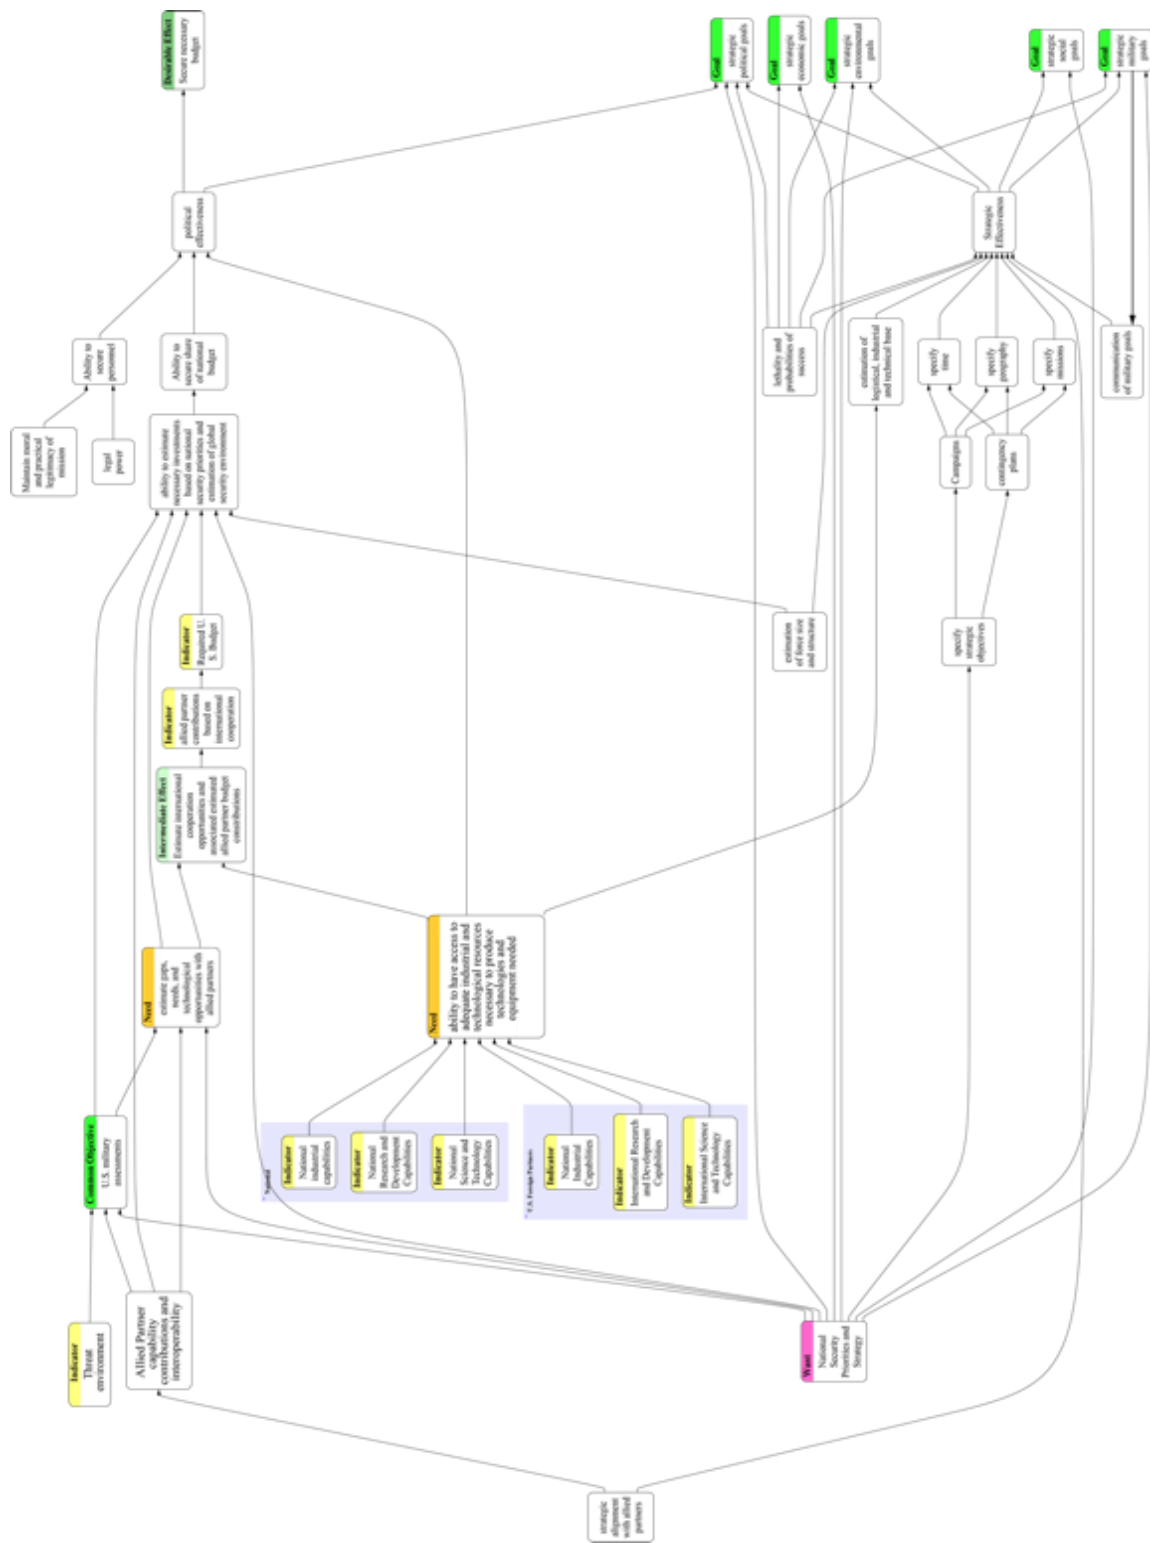 Desirable Effect
Secure necessary
budget
Goal
strategic
political goals
Goal
strategic
economic goals
Goal
strategic
environmental
goals
Goal
strategic
social
goals
Goal
strategic
military
goals
political
effectiveness
Strategic
Effectiveness
Ability to
secure
personnel
Ability to
secure share
of national
budget
lethality and
probabilities of
success
estimation of
logistical, industrial
and technical base
specify
time
specify
geography
specify
missions
communication
of military goals
Maintain moral
and practical
legitimacy of
mission
legal
power
ability to estimate
necessary investments
based on national
security priorities and
estimation of global
security environment
Campaigns
contingency
plans
Indicator
Required U.
S. Budget
estimation
of force size
and structure
specify
strategic
objectives
Indicator
allied partner
contributions
based on
international
cooperation
Intermediate Effect
Estimate international
cooperation
opportunities and
associated estimated
allied partner budget
constributions
Need
estimate gaps,
needs, and
technological
opportunities with
allied partners
Need
ability to have access to
adequate industrial and
technological resources
necessary to produce
technologies and
equipment needed
Common Objective
U.S. military
assessments
National
Indicator
National
industrial
capabilities
Indicator
National
Research and
Development
Capabilities
Indicator
National
Science and
Technology
Capabilities
U.S. Foreign Partners
Indicator
National
Industrial
Capabilities
Indicator
International Research
and Development
Capabilities
Indicator
International Science
and Technology
Capabilities
Indicator
Threat
environment
Allied Partner
capability
contributions and
interoperability
Want
National
Security
Priorities and
Strategy
strategic
alignment
with allied
partners